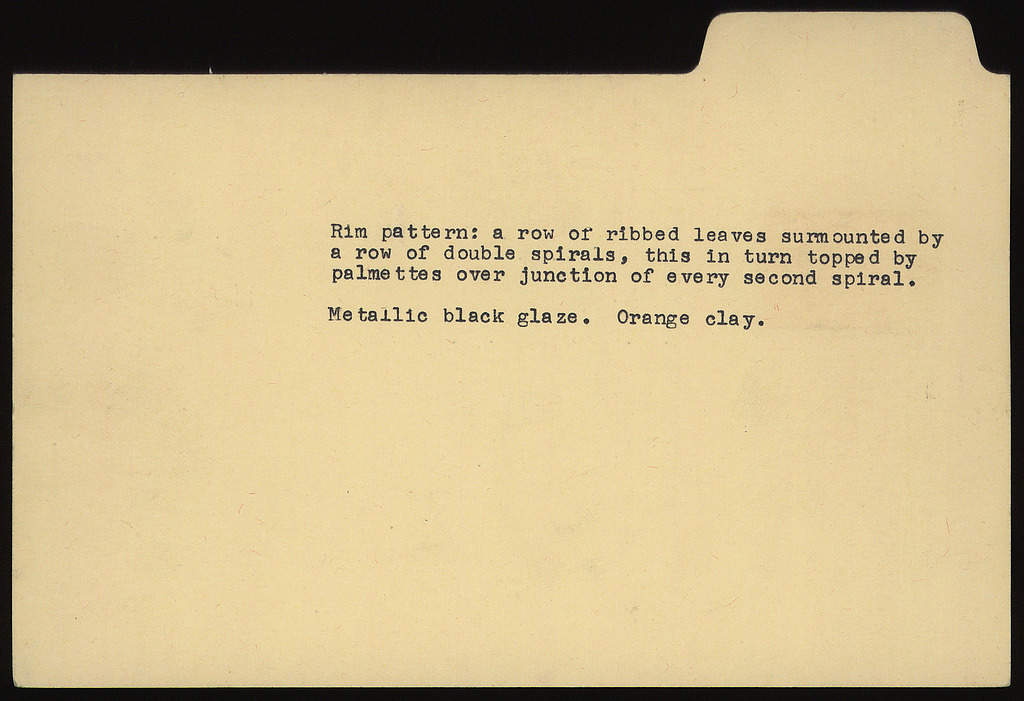 Rim pattern: a row of ribbed leaves surmounted by
a row of double spirals, this in turn topped by
palmettes over junction of every second spiral.
Metallic black glaze.  Orange clay.